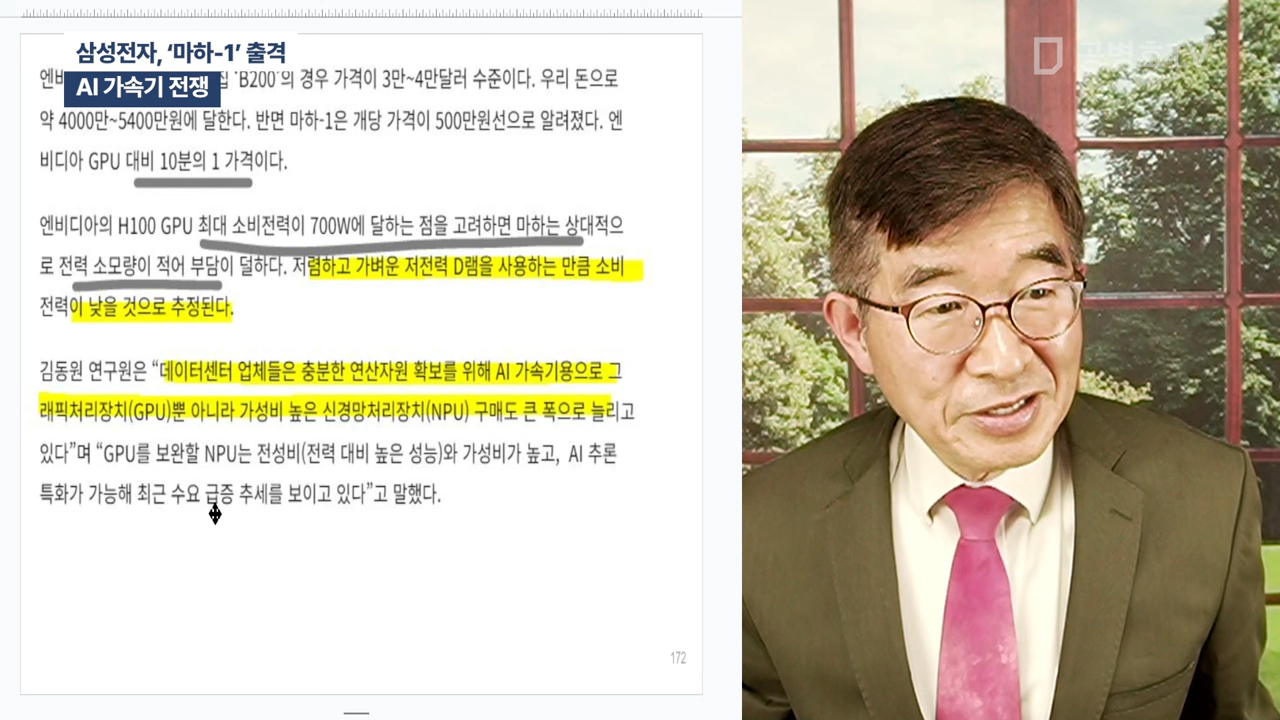 삼성전자, ‘마하-1’ 출격
AI 가속기 전쟁
엔비 ‘B200’의 경우 가격이 3만~4만달러 수준이다. 우리 돈으로
약 4000만~5400만원에 달한다. 반면 마하-1은 개당 가격이 500만원선으로 알려졌다. 엔
비디아 GPU 대비 10분의 1 가격이다.
엔비디아의 H100 GPU 최대 소비전력이 700W에 달하는 점을 고려하면 마하는 상대적으
로 전력 소모량이 적어 부담이 덜하다. 저렴하고 가벼운 저전력 D램을 사용하는 만큼 소비
전력이 낮을 것으로 추정된다.
김동원 연구원은 “데이터센터 업체들은 충분한 연산자원 확보를 위해 AI 가속기용으로 그
래픽처리장치(GPU)뿐 아니라 가성비 높은 신경망처리장치(NPU) 구매도 큰 폭으로 늘리고
있다”며 “GPU를 보완할 NPU는 전성비(전력 대비 높은 성능)와 가성비가 높고, AI 추론
특화가 가능해 최근 수요 급증 추세를 보이고 있다”고 말했다.
172